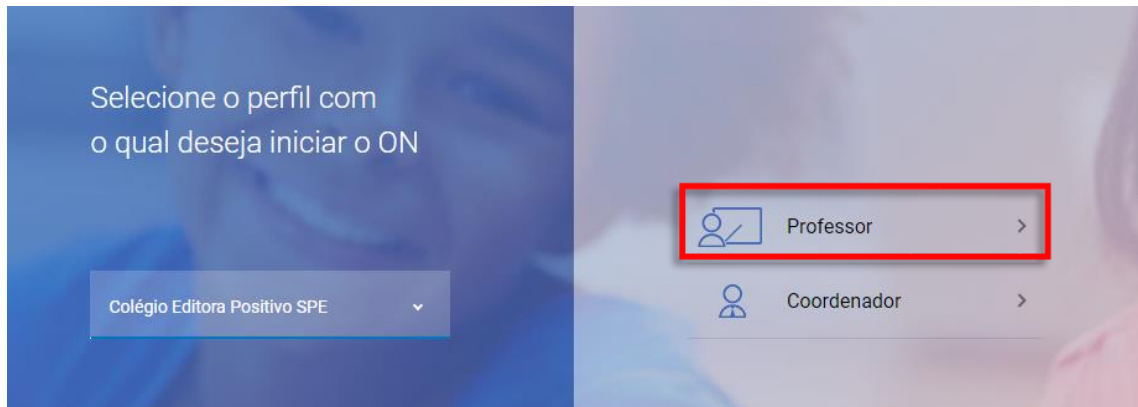 Selecione o perfil com
o qual deseja iniciar o ON
Colégio Editora Positivo SPE
Professor
Coordenador